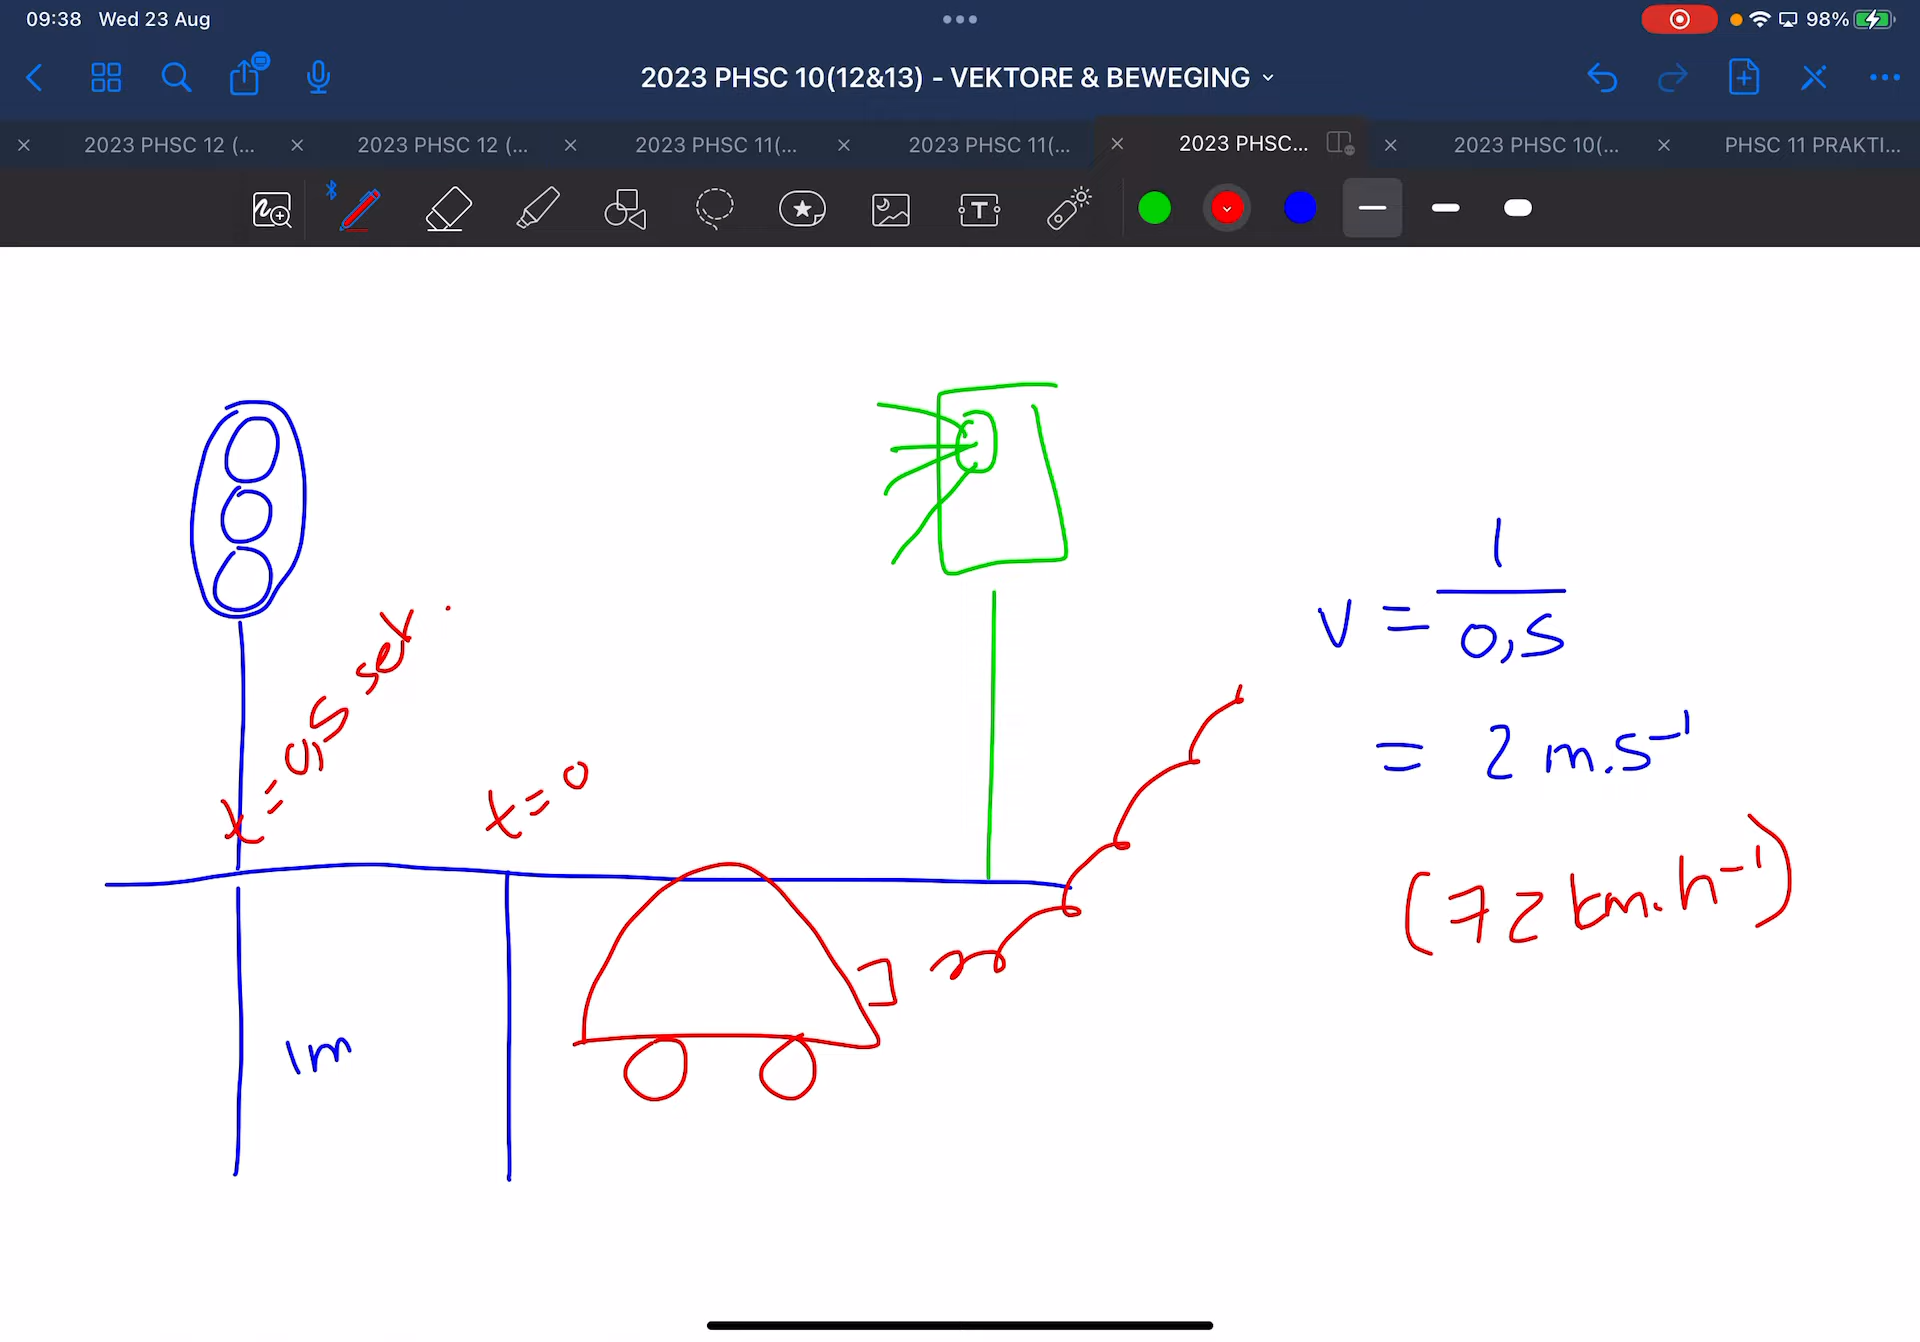 09:38 Wed 23 Aug
98%
2023 PHSC 10(12&13) - VEKTORE & BEWEGING
2023 PHSC 12 (...
2023 PHSC 12 (...
2023 PHSC 11(...
2023 PHSC 11(...
2023 PHSC...
2023 PHSC 10(...
PHSC 11 PRAKTI...
T
t = 0,5 sek.
t = 0
1m
v = 1
0,5
= 2 m.s⁻¹
(72 km.h⁻¹)